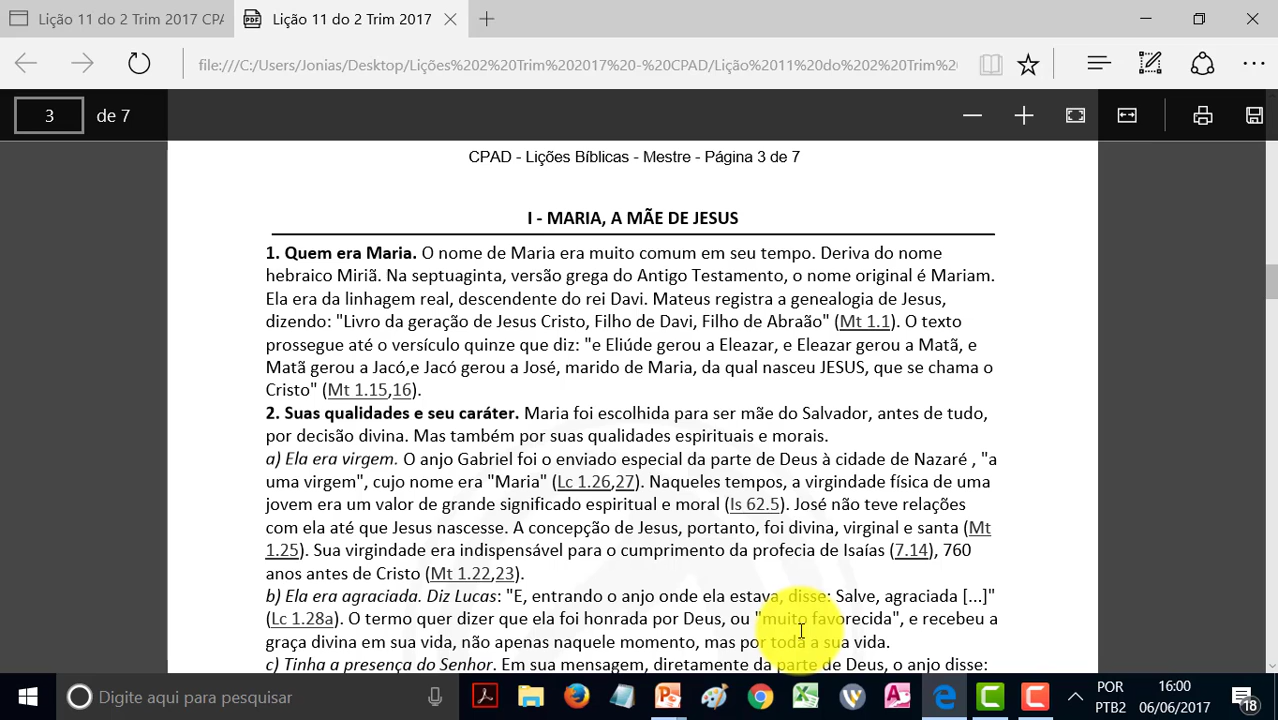 Lição 11 do 2 Trim 2017 CPA
Lição 11 do 2 Trim 2017
file:///C:/Users/Jonias/Desktop/Lições%202%20Trim%202017%20-%20CPAD/Lição%2011%20do%202%20Trim%20
3 de 7
CPAD - Lições Bíblicas - Mestre - Página 3 de 7
I - MARIA, A MÃE DE JESUS
1. Quem era Maria. O nome de Maria era muito comum em seu tempo. Deriva do nome
hebraico Miriã. Na septuaginta, versão grega do Antigo Testamento, o nome original é Mariam.
Ela era da linhagem real, descendente do rei Davi. Mateus registra a genealogia de Jesus,
dizendo: "Livro da geração de Jesus Cristo, Filho de Davi, Filho de Abraão" (Mt 1.1). O texto
prossegue até o versículo quinze que diz: "e Eliúde gerou a Eleazar, e Eleazar gerou a Matã, e
Matã gerou a Jacó,e Jacó gerou a José, marido de Maria, da qual nasceu JESUS, que se chama o
Cristo" (Mt 1.15,16).
2. Suas qualidades e seu caráter. Maria foi escolhida para ser mãe do Salvador, antes de tudo,
por decisão divina. Mas também por suas qualidades espirituais e morais.
a) Ela era virgem. O anjo Gabriel foi o enviado especial da parte de Deus à cidade de Nazaré , "a
uma virgem", cujo nome era "Maria" (Lc 1.26,27). Naqueles tempos, a virgindade física de uma
jovem era um valor de grande significado espiritual e moral (Is 62.5). José não teve relações
com ela até que Jesus nascesse. A concepção de Jesus, portanto, foi divina, virginal e santa (Mt
1.25). Sua virgindade era indispensável para o cumprimento da profecia de Isaías (7.14), 760
anos antes de Cristo (Mt 1.22,23).
b) Ela era agraciada. Diz Lucas: "E, entrando o anjo onde ela estava, disse: Salve, agraciada [...]"
(Lc 1.28a). O termo quer dizer que ela foi honrada por Deus, ou "muito favorecida", e recebeu a
graça divina em sua vida, não apenas naquele momento, mas por toda a sua vida.
c) Tinha a presença do Senhor. Em sua mensagem, diretamente da parte de Deus, o anjo disse:
Digite aqui para pesquisar
POR
PTB2
16:00
06/06/2017
18